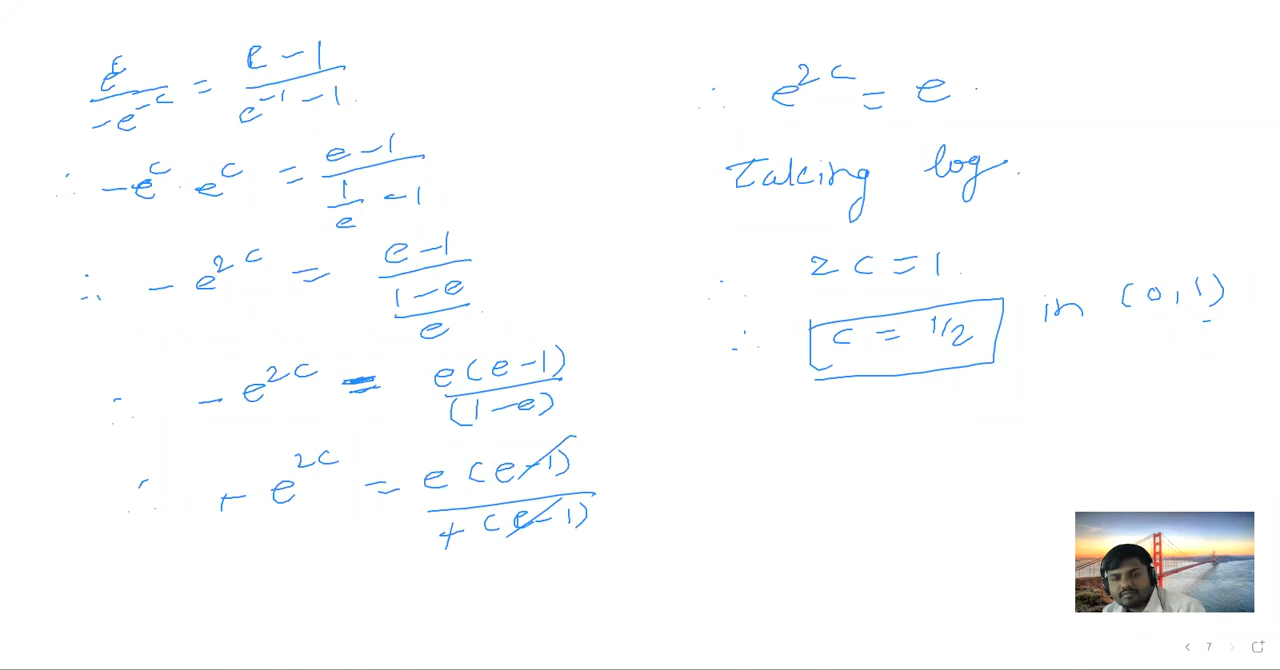 e^c / -e^-c = e - 1 / e^-1 - 1
∴ -e^c · e^c = e - 1 / 1/e - 1
∴ - e^2c = e - 1 / 1 - e / e
∴ - e^2c = e(e - 1) / (1 - e)
∴ + e^2c = e(e - 1) / + (e - 1)
∴ e^2c = e
Taking log
∴ 2c = 1
∴ c = 1/2 in (0, 1)
7